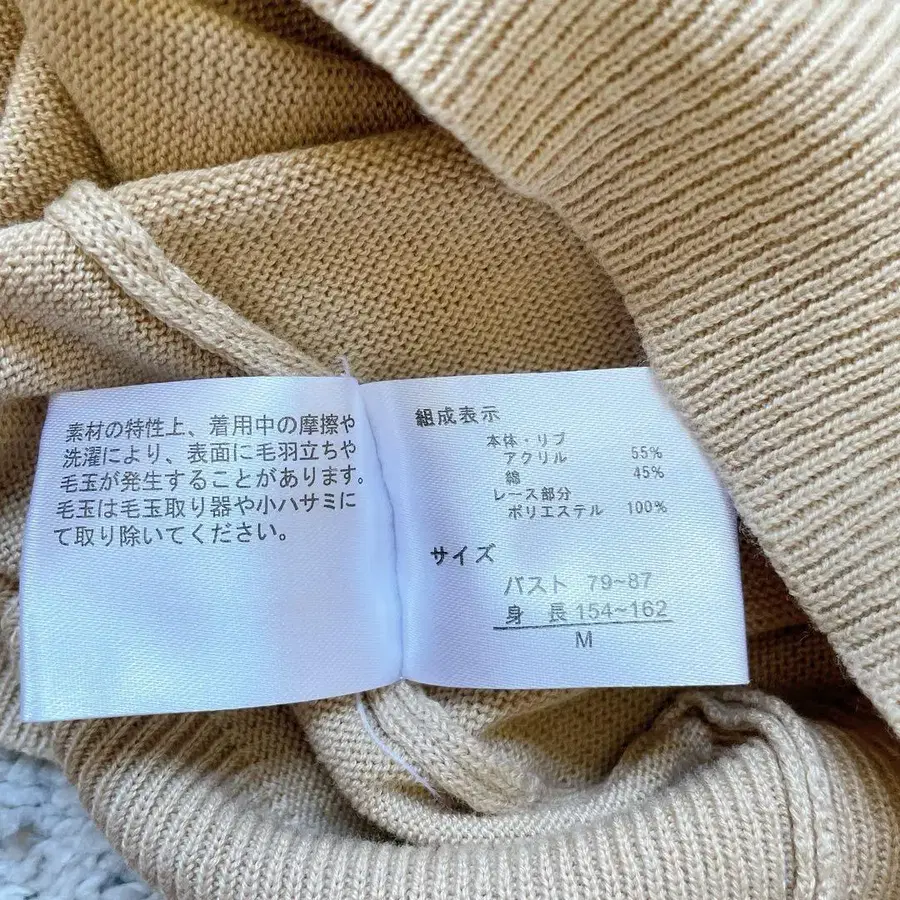 素材の特性上、着用中の摩擦や
洗濯により、表面に毛羽立ちや
毛玉が発生することがあります。
毛玉は毛玉取り器や小ハサミに
て取り除いてください。
組成表示
本体・リブ
アクリル 55%
綿 45%
レース部分
ポリエステル 100%
サイズ
バスト 79~87
身 長 154~162
M